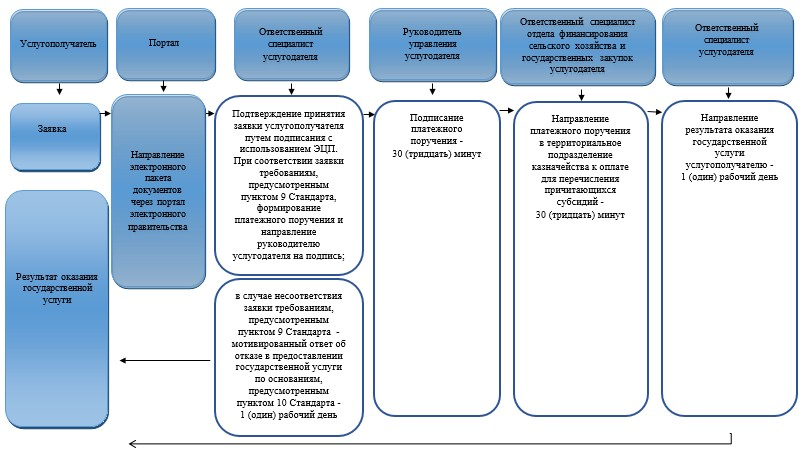 Услугополучатель
Портал
Ответственный
специалист
услугодателя
Руководитель
управления
услугодателя
Ответственный специалист
отдела финансирования
сельского хозяйства и
государственных закупок
услугодателя
Ответственный
специалист
услугодателя
Заявка
Направление
электронного
пакета
документов
через портал
электронного
правительства
Подтверждение принятия
заявки услугополучателя
путем подписания с
использованием ЭЦП.
При соответствии заявки
требованиям,
предусмотренным
пунктом 9 Стандарта,
формирование
платежного поручения и
направление
руководителю
услугодателя на подпись;
Подписание
платежного
поручения -
30 (тридцать) минут
Направление
платежного поручения
в территориальное
подразделение
казначейства к оплате
для перечисления
причитающихся
субсидий -
30 (тридцать) минут
Направление
результата оказания
государственной
услуги
услугополучателю -
1 (один) рабочий день
Результат оказания
государственной
услуги
в случае несоответствия
заявки требованиям,
предусмотренным
пунктом 9 Стандарта -
мотивированный ответ об
отказе в предоставлении
государственной услуги
по основаниям,
предусмотренным
пунктом 10 Стандарта -
1 (один) рабочий день